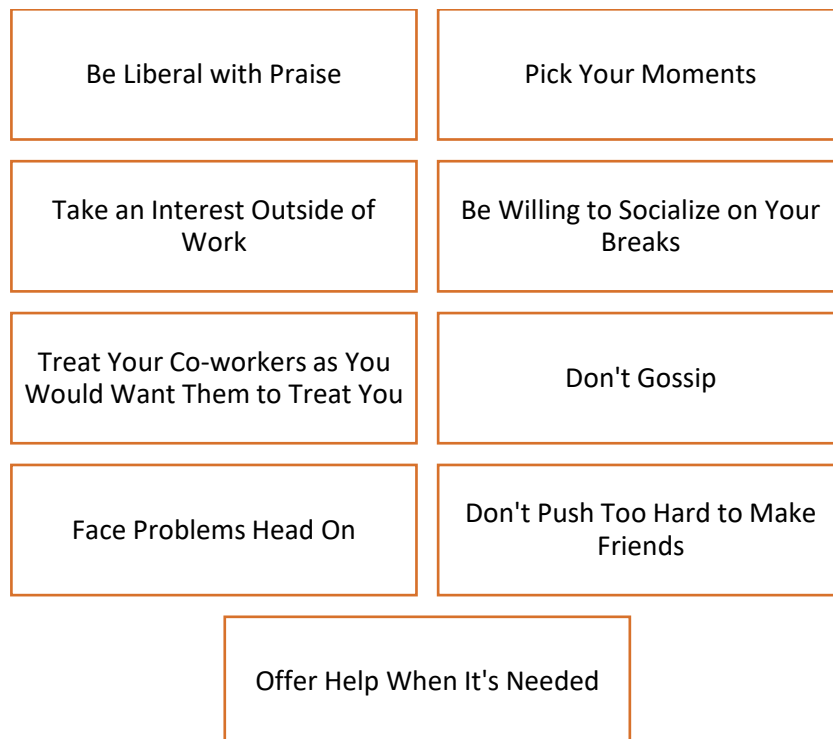 Be Liberal with Praise
Pick Your Moments
Take an Interest Outside of
Work
Be Willing to Socialize on Your
Breaks
Treat Your Co-workers as You
Would Want Them to Treat You
Don't Gossip
Face Problems Head On
Don't Push Too Hard to Make
Friends
Offer Help When It's Needed